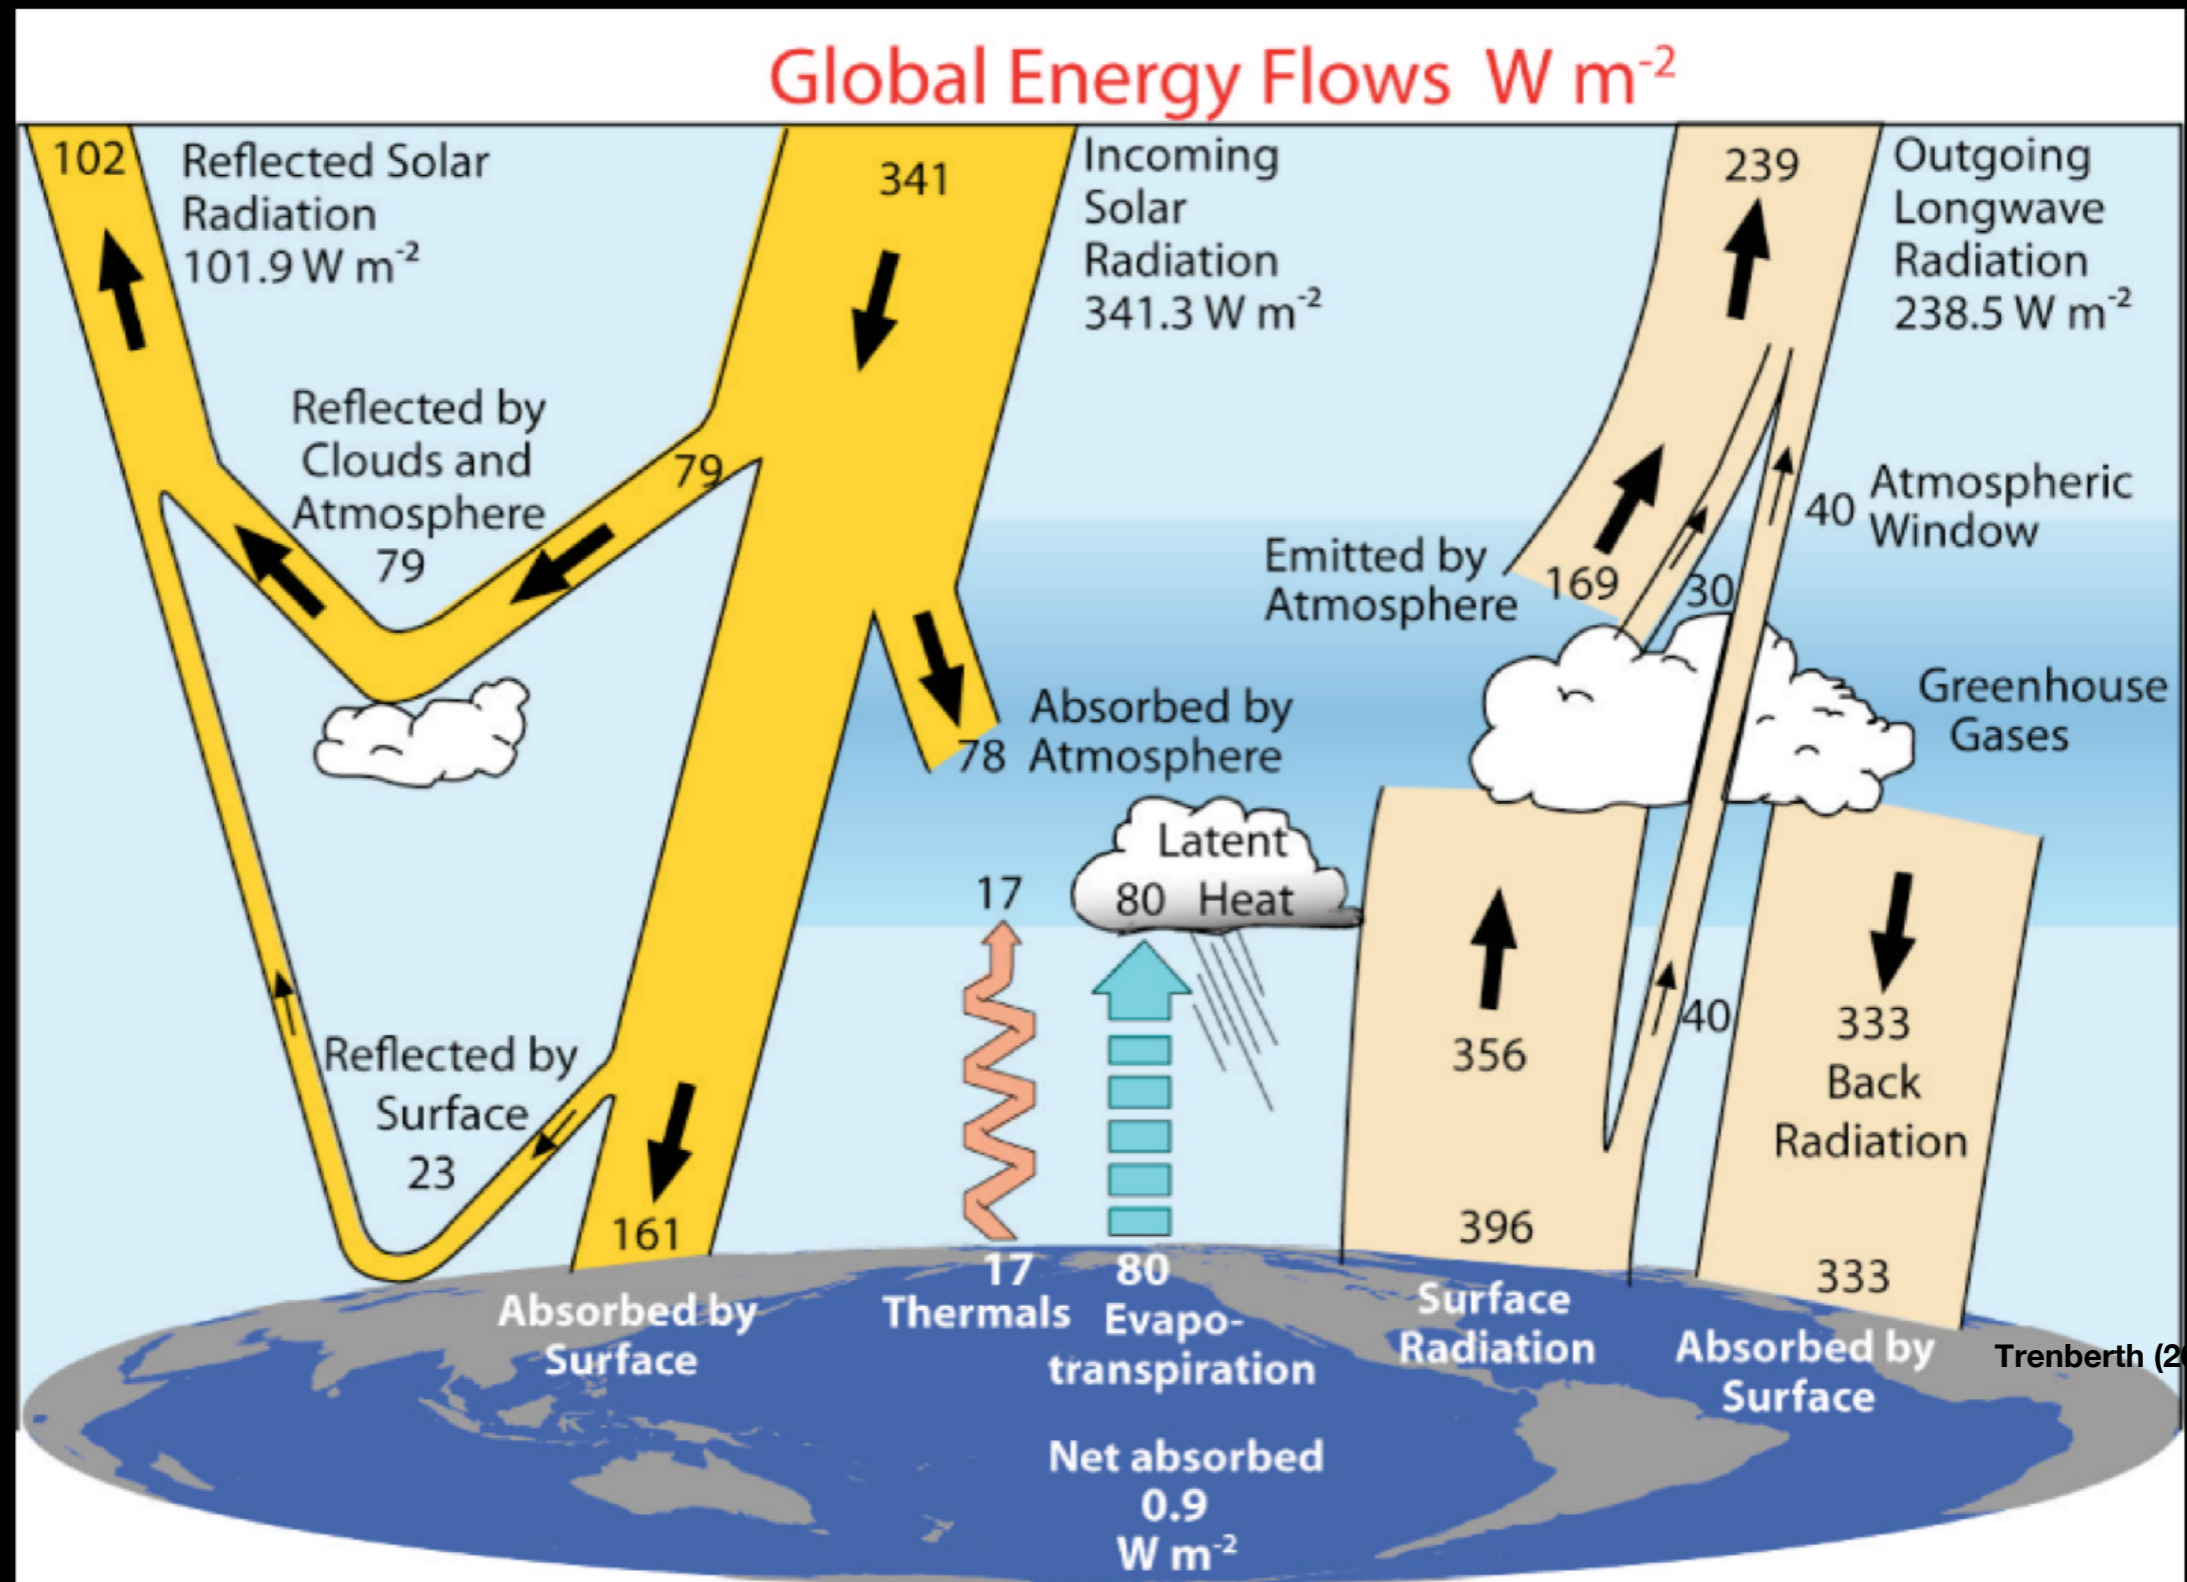 Global Energy Flows W m⁻²
102
Reflected Solar
Radiation
101.9 W m⁻²
341
Incoming
Solar
Radiation
341.3 W m⁻²
239
Outgoing
Longwave
Radiation
238.5 W m⁻²
Reflected by
Clouds and
Atmosphere
79
79
Emitted by
Atmosphere
169
30
40
Atmospheric
Window
Greenhouse
Gases
Absorbed by
78 Atmosphere
Latent
80 Heat
17
356
40
333
Back
Radiation
Reflected by
Surface
23
161
396
333
Absorbed by
Surface
17
Thermals
80
Evapo-
transpiration
Surface
Radiation
Absorbed by
Surface
Trenberth
Net absorbed
0.9
W m⁻²